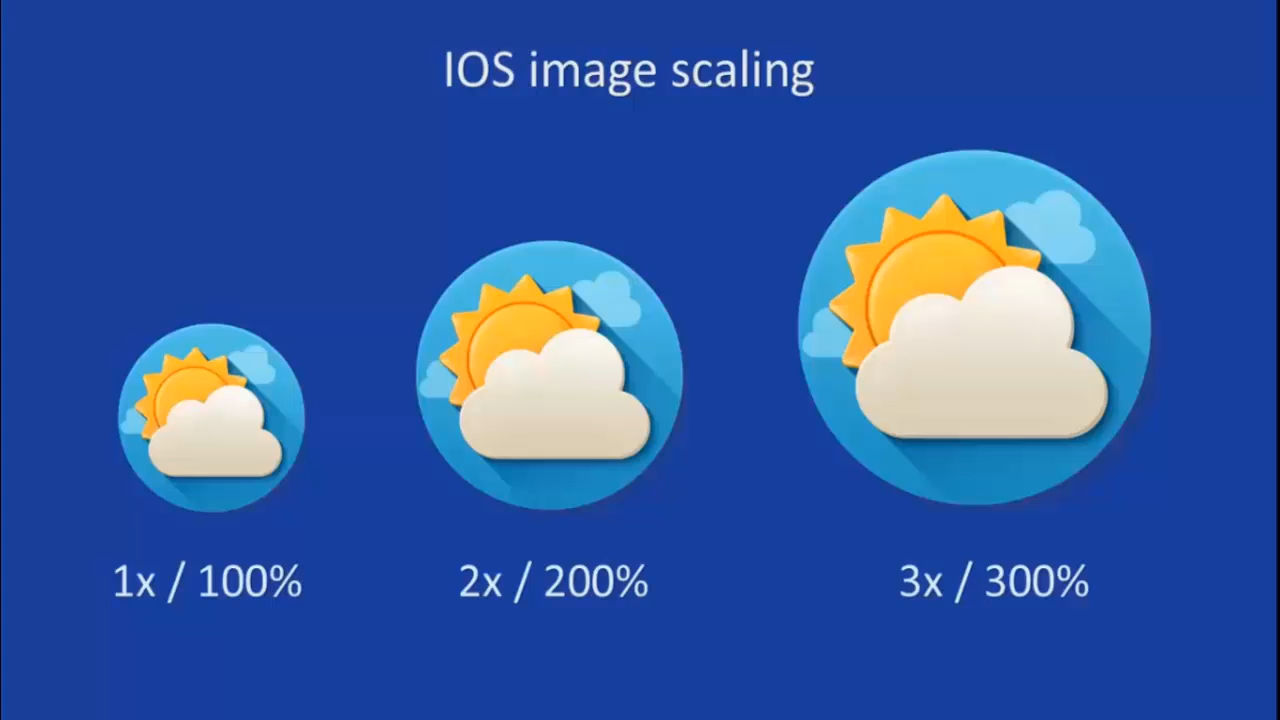 IOS image scaling
1x / 100%
2x / 200%
3x / 300%